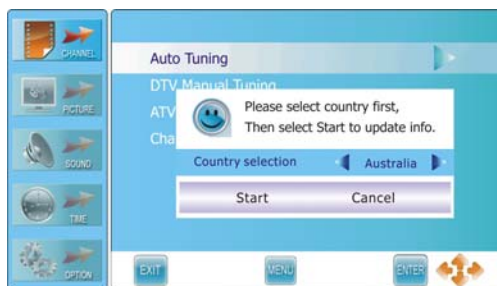 CHANNEL
PICTURE
SOUND
TIME
OPTION
Auto Tuning
DTV Manual Tuning
ATV
Cha
Please select country first,
Then select Start to update info.
Country selection
Australia
Start
Cancel
EXIT
MENU
ENTER